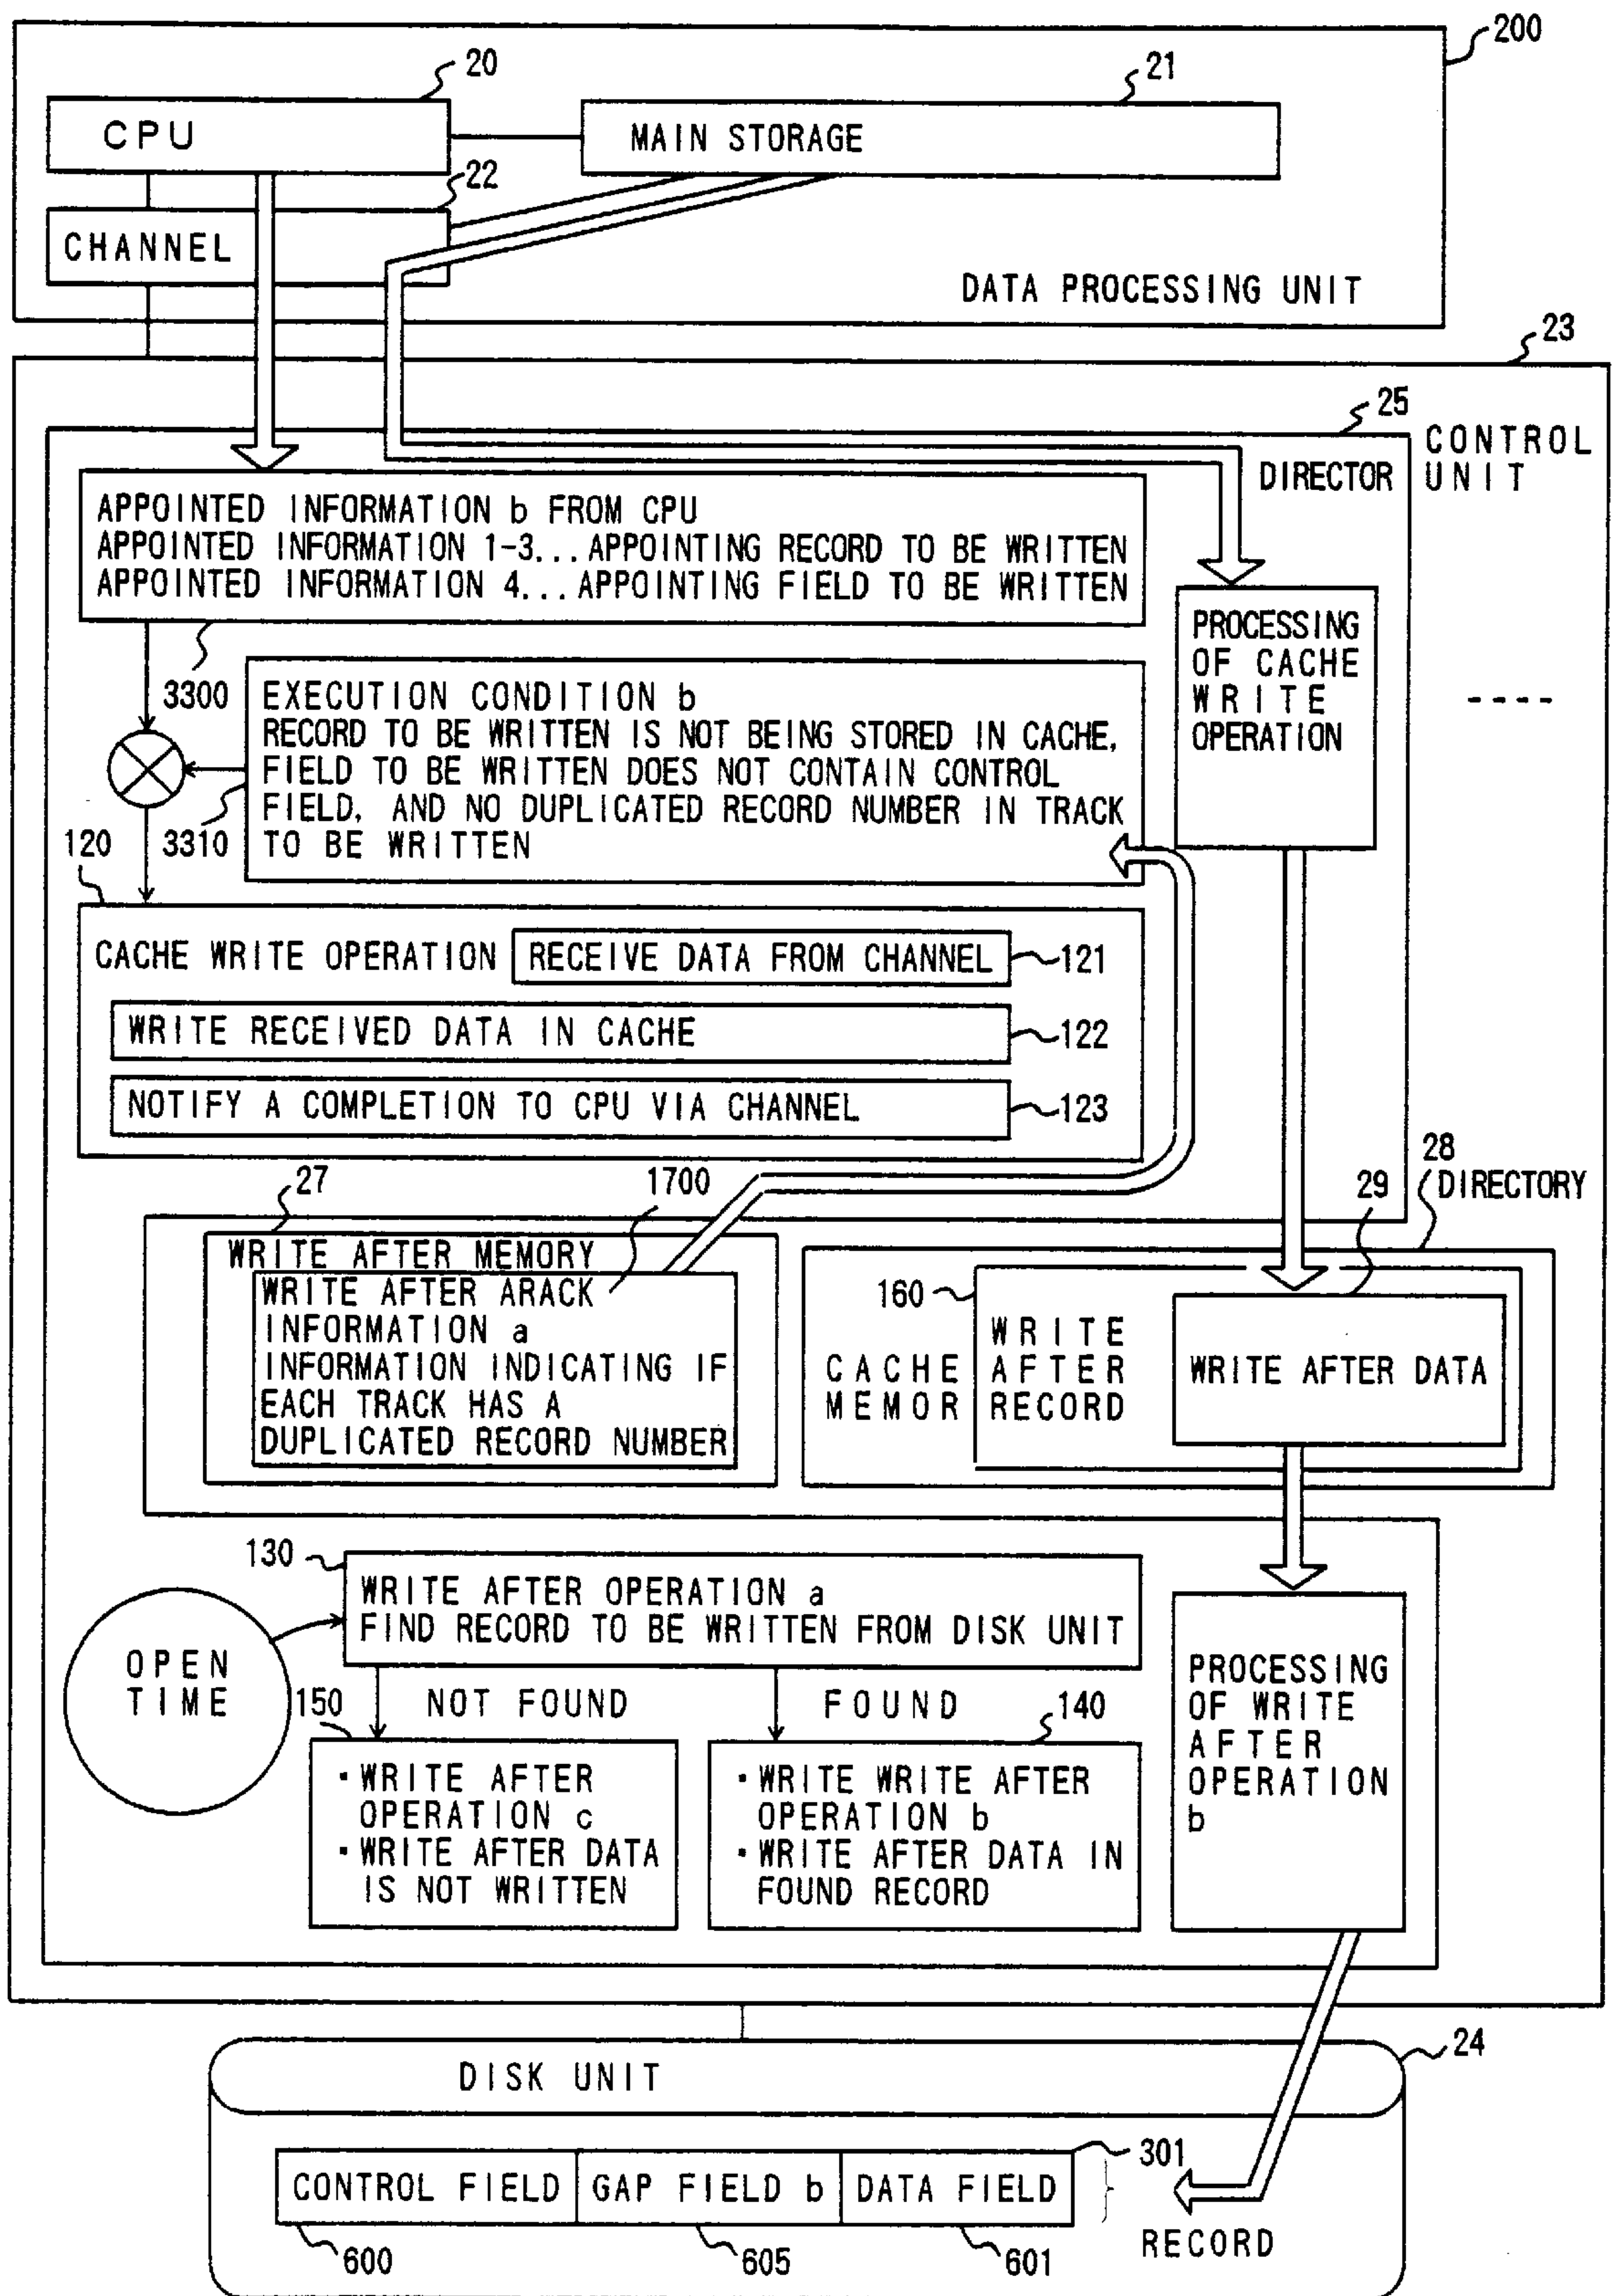 200
20
21
CPU
MAIN STORAGE
22
CHANNEL
DATA PROCESSING UNIT
23
25
CONTROL
UNIT
DIRECTOR
APPOINTED INFORMATION b FROM CPU
APPOINTED INFORMATION 1-3...APPOINTING RECORD TO BE WRITTEN
APPOINTED INFORMATION 4...APPOINTING FIELD TO BE WRITTEN
PROCESSING
OF CACHE
WRITE
OPERATION
3300
EXECUTION CONDITION b
RECORD TO BE WRITTEN IS NOT BEING STORED IN CACHE,
FIELD TO BE WRITTEN DOES NOT CONTAIN CONTROL
FIELD, AND NO DUPLICATED RECORD NUMBER IN TRACK
TO BE WRITTEN
----
120
3310
CACHE WRITE OPERATION
RECEIVE DATA FROM CHANNEL
121
WRITE RECEIVED DATA IN CACHE
122
NOTIFY A COMPLETION TO CPU VIA CHANNEL
123
27
1700
28
DIRECTORY
29
WRITE AFTER MEMORY
WRITE AFTER ARACK
INFORMATION a
INFORMATION INDICATING IF
EACH TRACK HAS A
DUPLICATED RECORD NUMBER
160
CACHE
MEMOR
WRITE
AFTER
RECORD
WRITE AFTER DATA
130
WRITE AFTER OPERATION a
FIND RECORD TO BE WRITTEN FROM DISK UNIT
OPEN
TIME
150
NOT FOUND
FOUND
140
PROCESSING
OF WRITE
AFTER
OPERATION
b
・WRITE AFTER
OPERATION c
・WRITE AFTER DATA
IS NOT WRITTEN
・WRITE WRITE AFTER
OPERATION b
・WRITE AFTER DATA IN
FOUND RECORD
24
DISK UNIT
301
CONTROL FIELD
GAP FIELD b
DATA FIELD
RECORD
600
605
601